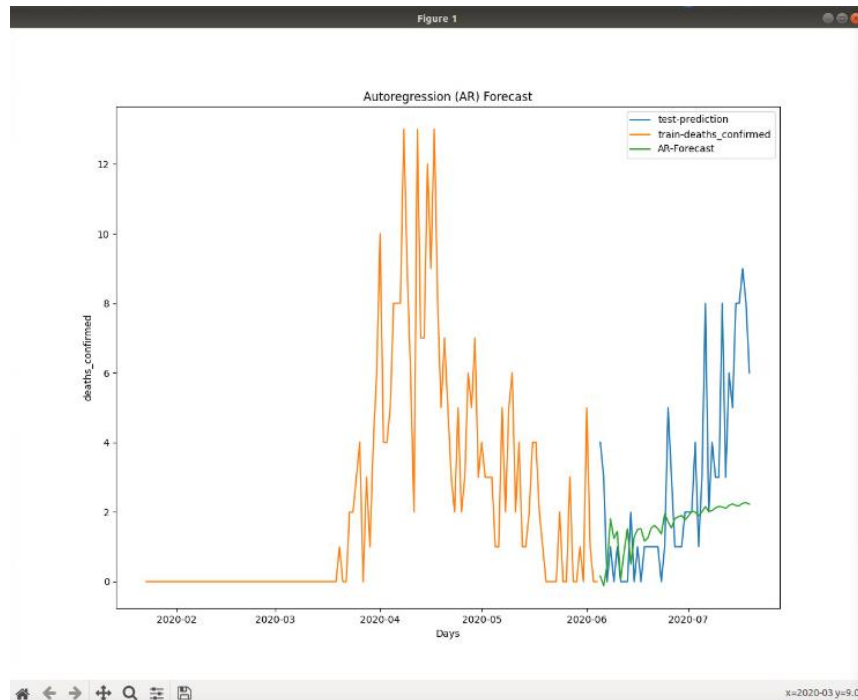 Figure 1
Autoregression (AR) Forecast
test-prediction
train-deaths_confirmed
AR-Forecast
12
10
8
6
4
2
0
deaths_confirmed
2020-02 2020-03 2020-04 2020-05 2020-06 2020-07
Days
x=2020-03 y=9.0